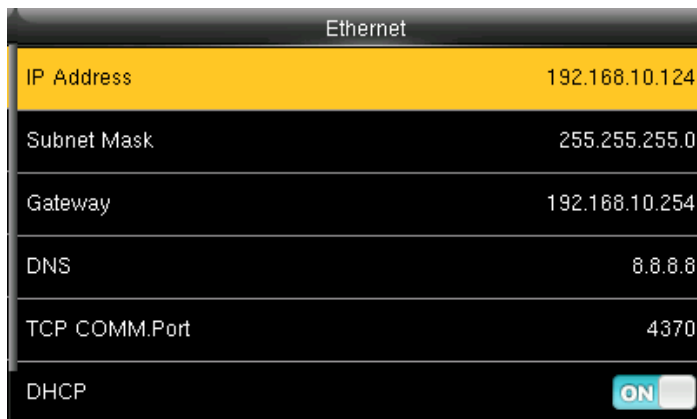 Ethernet
IP Address 192.168.10.124
Subnet Mask 255.255.255.0
Gateway 192.168.10.254
DNS 8.8.8.8
TCP COMM.Port 4370
DHCP ON